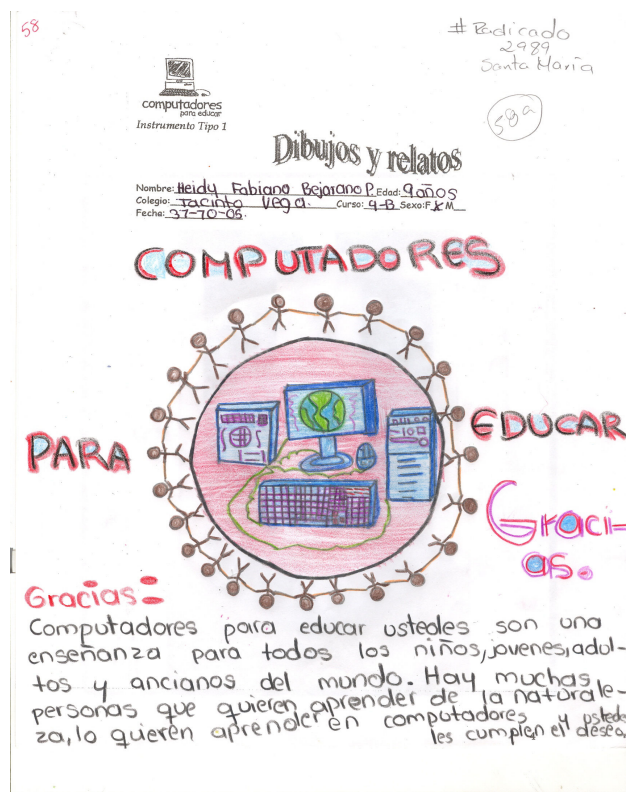 58
# Radicado
2989
Santa María
58a
computadores
para educar
Instrumento Tipo 1
Dibujos y relatos
Nombre: Heidy Fabiana Bejarano P. Edad: 9 años
Colegio: Jacinto Vega. Curso: 4-B Sexo: F X M
Fecha: 31-10-05.
COMPUTADORES
PARA
EDUCAR
Graci-
as.
Gracias:
Computadores para educar ustedes son una
enseñanza para todos los niños, jovenes, adul-
tos y ancianos del mundo. Hay muchas
personas que quieren aprender de la naturale-
za, lo quieren aprender en computadores y ustede
les cumplen el deseo,